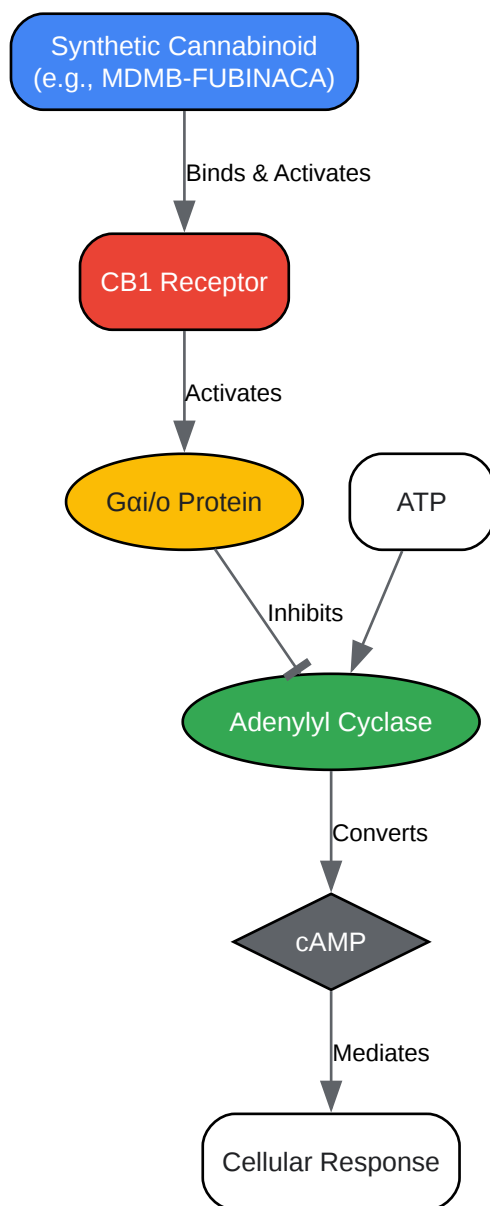 Synthetic Cannabinoid
(e.g., MDMB-FUBINACA)
Binds & Activates
CB1 Receptor
Activates
Gαi/o Protein
ATP
Inhibits
Adenylyl Cyclase
Converts
cAMP
Mediates
Cellular Response